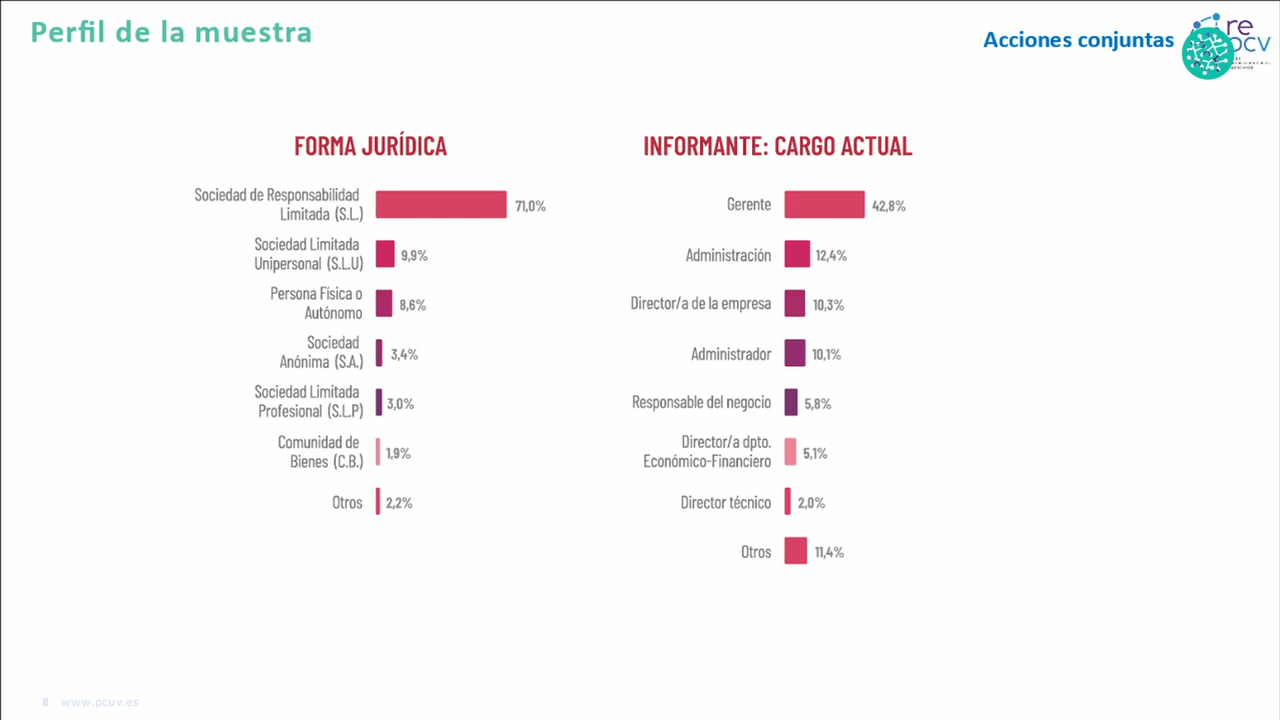 Perfil de la muestra
Acciones conjuntas
re
pcv
FORMA JURÍDICA
Sociedad de Responsabilidad
Limitada (S.L.)
71,0%
Sociedad Limitada
Unipersonal (S.L.U)
9,9%
Persona Física o
Autónomo
8,6%
Sociedad
Anónima (S.A.)
3,4%
Sociedad Limitada
Profesional (S.L.P)
3,0%
Comunidad de
Bienes (C.B.)
1,9%
Otros
2,2%
INFORMANTE: CARGO ACTUAL
Gerente
42,8%
Administración
12,4%
Director/a de la empresa
10,3%
Administrador
10,1%
Responsable del negocio
5,8%
Director/a dpto.
Económico-Financiero
5,1%
Director técnico
2,0%
Otros
11,4%
8 www.pcuv.es